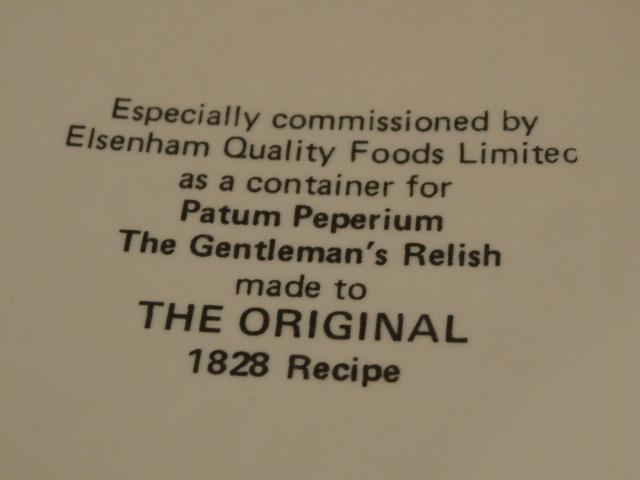 Especially commissioned by
Elsenham Quality Foods Limited
as a container for
Patum Peperium
The Gentleman's Relish
made to
THE ORIGINAL
1828 Recipe